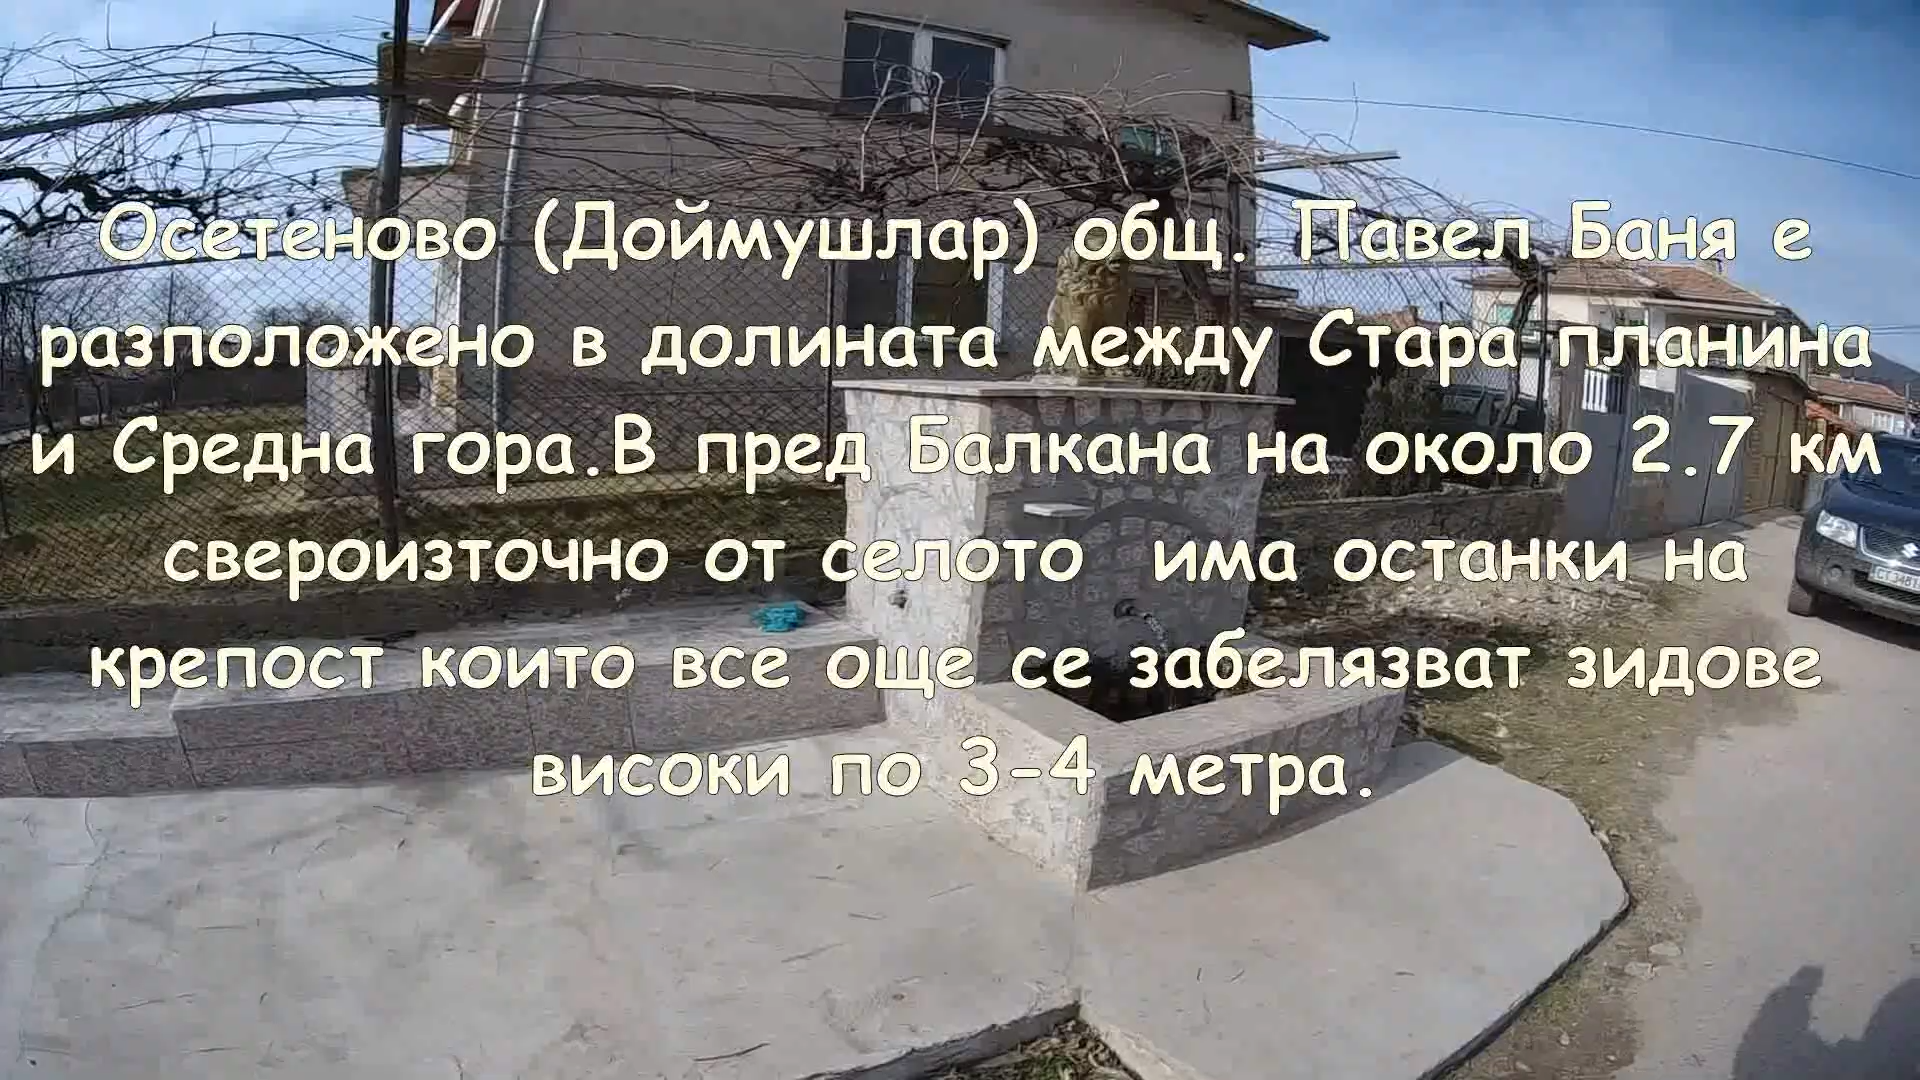 Осетеново (Доймушлар) общ. Павел Баня е
разположено в долината между Стара планина
и Средна гора.В пред Балкана на около 2.7 км
свероизточно от селото има останки на
крепост които все още се забелязват зидове
високи по 3-4 метра.